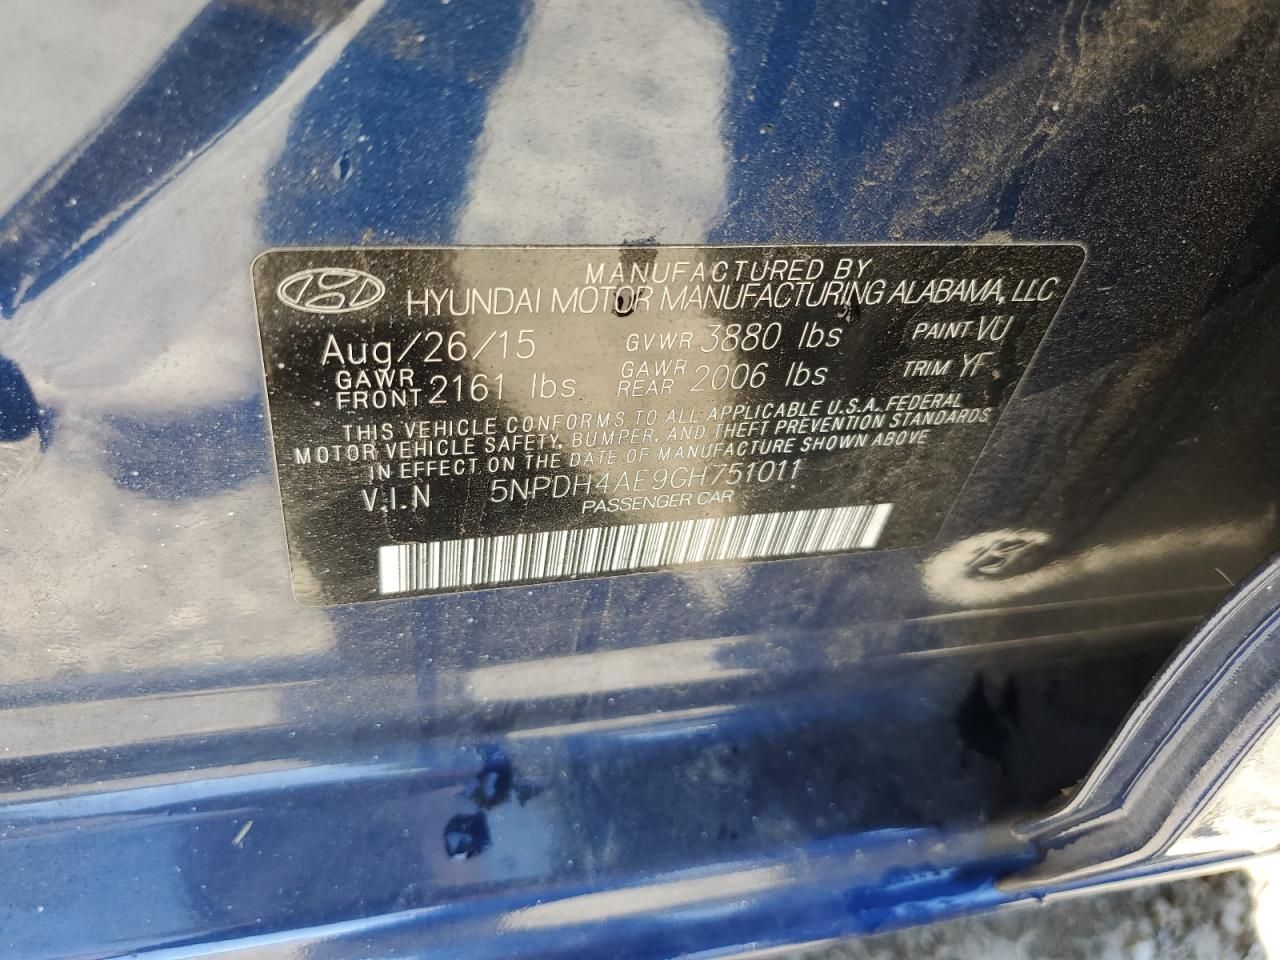 MANUFACTURED BY
HYUNDAI MOTOR MANUFACTURING ALABAMA, LLC
Aug/26/15 GVWR 3880 lbs PAINT VU
GAWR FRONT 2161 lbs GAWR REAR 2006 lbs TRIM YF
THIS VEHICLE CONFORMS TO ALL APPLICABLE U.S.A. FEDERAL
MOTOR VEHICLE SAFETY, BUMPER, AND THEFT PREVENTION STANDARDS
IN EFFECT ON THE DATE OF MANUFACTURE SHOWN ABOVE
V.I.N 5NPDH4AE9GH751011
PASSENGER CAR